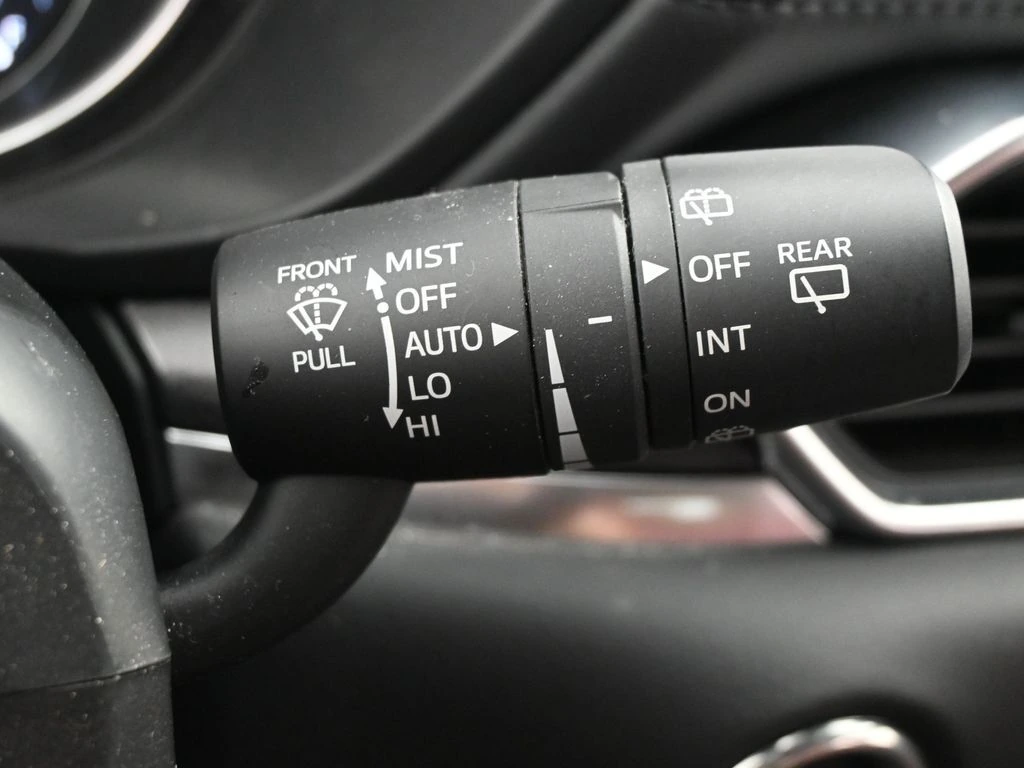 FRONT
PULL
MIST
OFF
AUTO
LO
HI
OFF
INT
ON
REAR